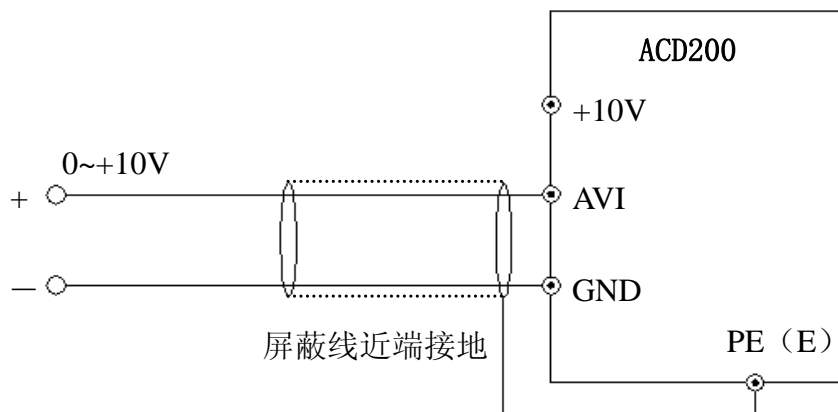 ACD200
+10V
0~+10V
+
AVI
－
GND
屏蔽线近端接地
PE（E）